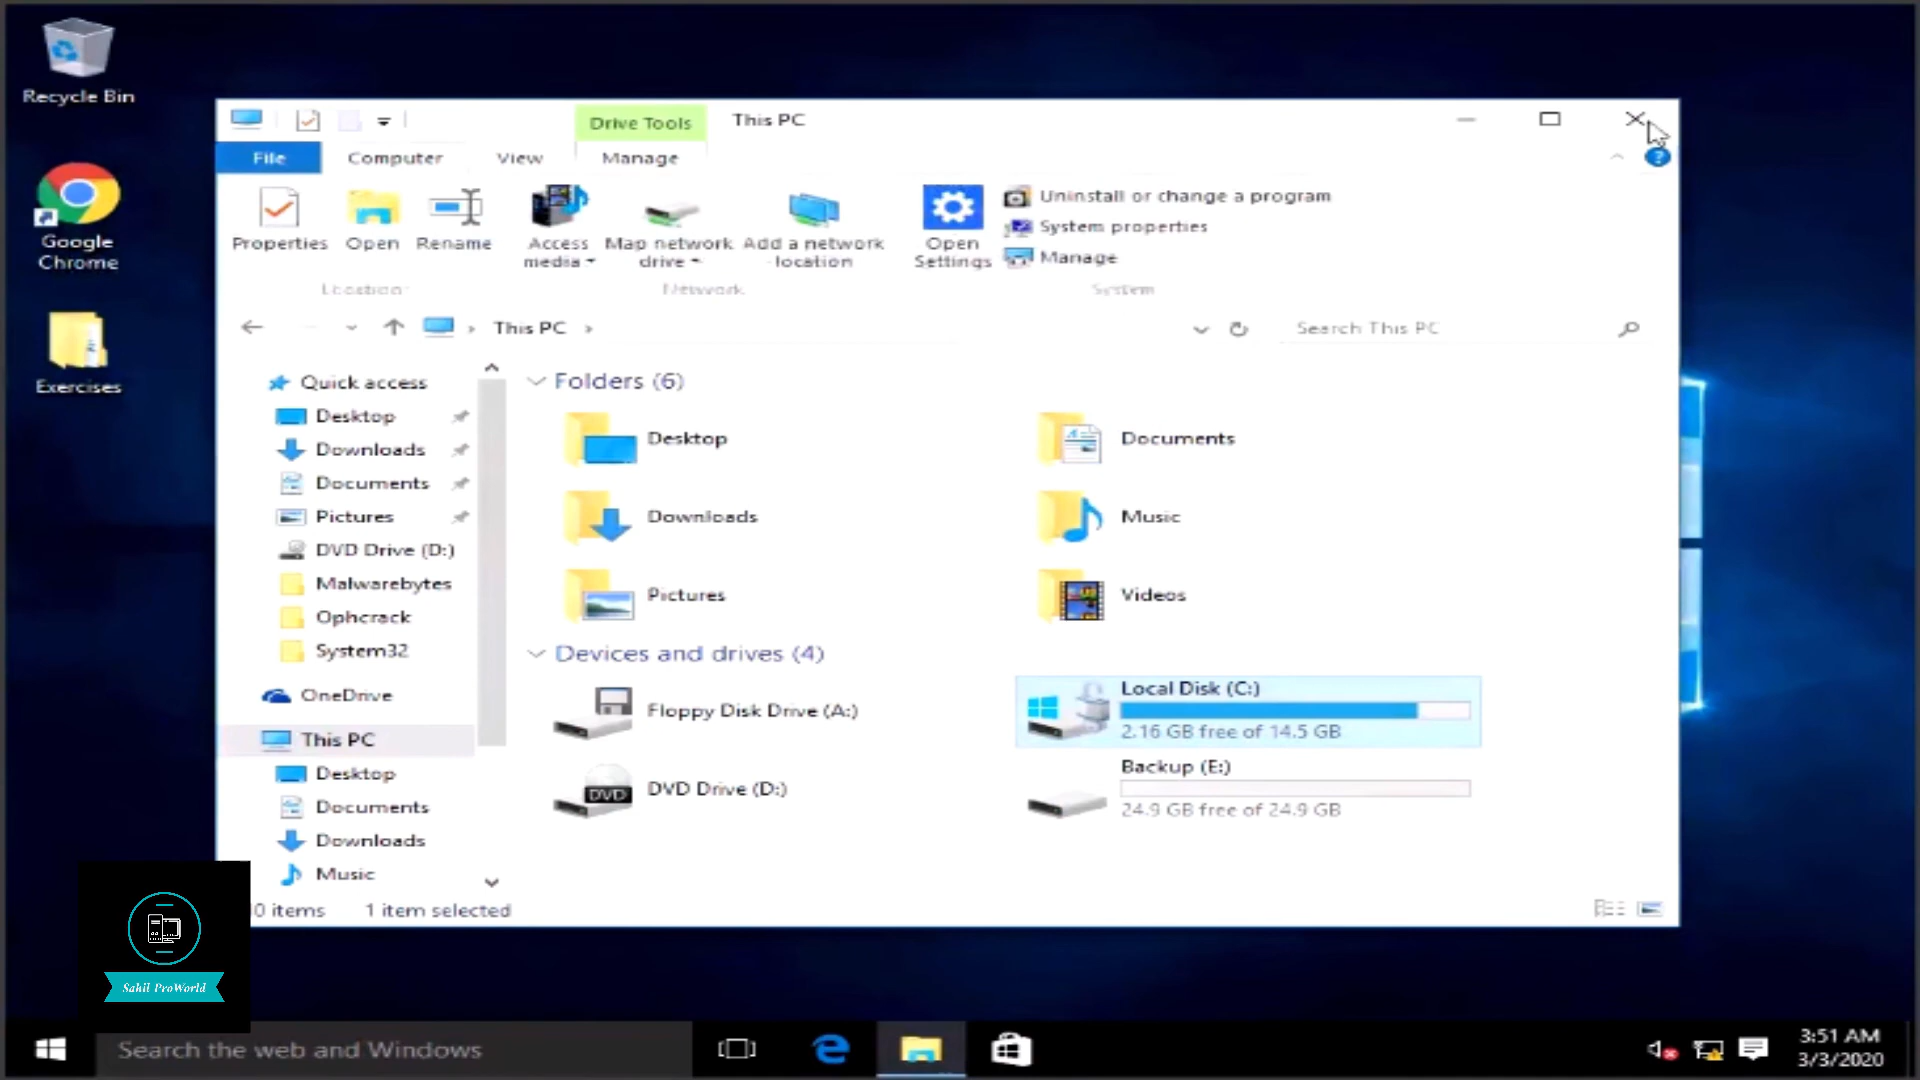 Recycle Bin
Google
Chrome
Exercises
Drive Tools
This PC
File
Computer
View
Manage
Properties
Open
Rename
Access
media
Map network
drive
Add a network
location
Open
Settings
Uninstall or change a program
System properties
Manage
Location
Network
System
This PC
Search This PC
Quick access
Desktop
Downloads
Documents
Pictures
DVD Drive (D:)
Malwarebytes
Ophcrack
System32
OneDrive
This PC
Desktop
Documents
Downloads
Music
Folders (6)
Desktop
Documents
Downloads
Music
Pictures
Videos
Devices and drives (4)
Floppy Disk Drive (A:)
Local Disk (C:)
2.16 GB free of 14.5 GB
DVD
DVD Drive (D:)
Backup (E:)
24.9 GB free of 24.9 GB
0 items
1 item selected
Sahil ProWorld
Search the web and Windows
3:51 AM
3/3/2020